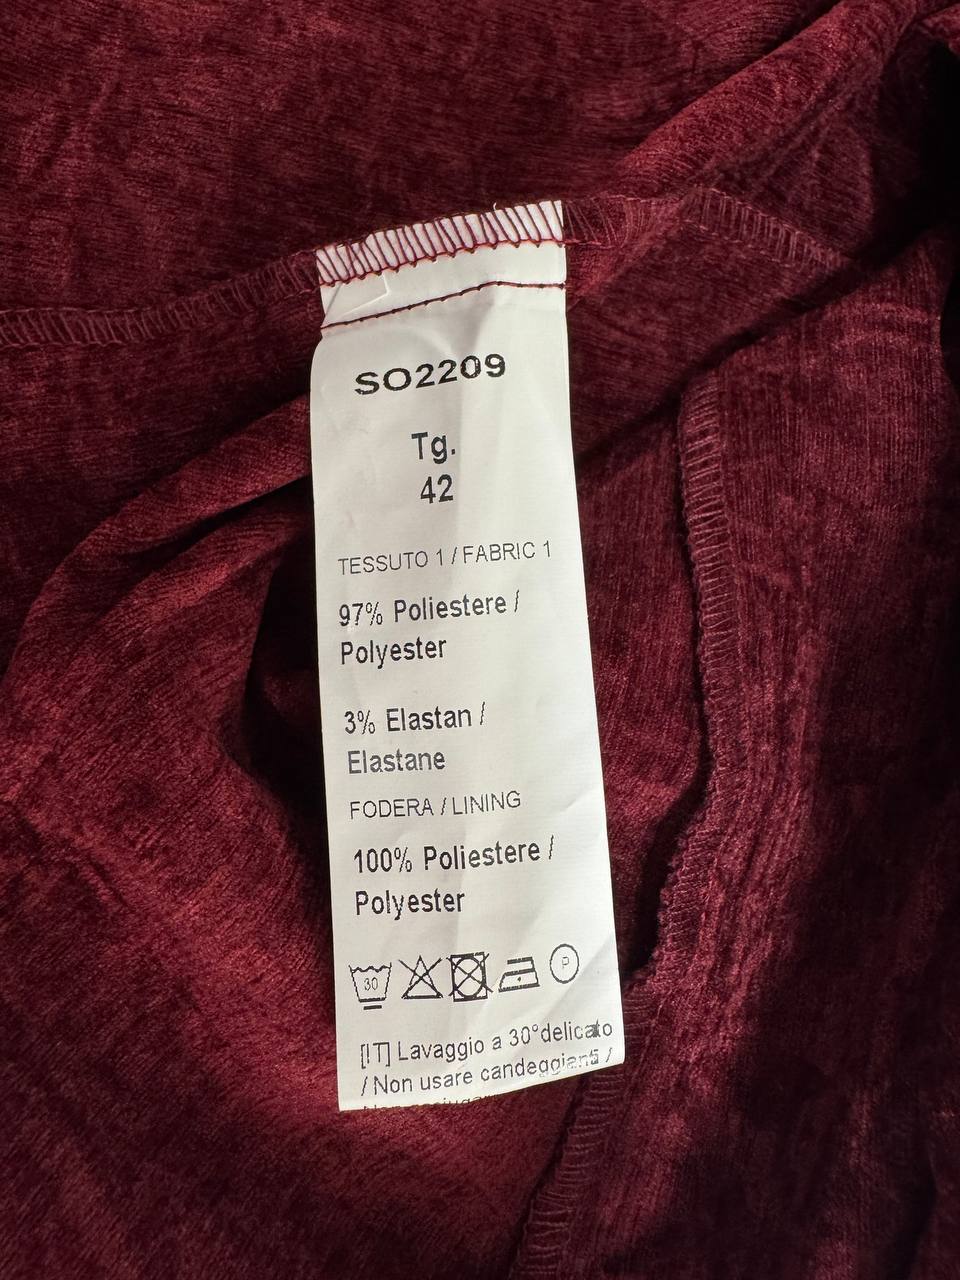 SO2209
Tg.
42
TESSUTO 1 / FABRIC 1
97% Poliestere /
Polyester
3% Elastan /
Elastane
FODERA / LINING
100% Poliestere /
Polyester
30
P
[IT] Lavaggio a 30°delicato
/ Non usare candeggianti /